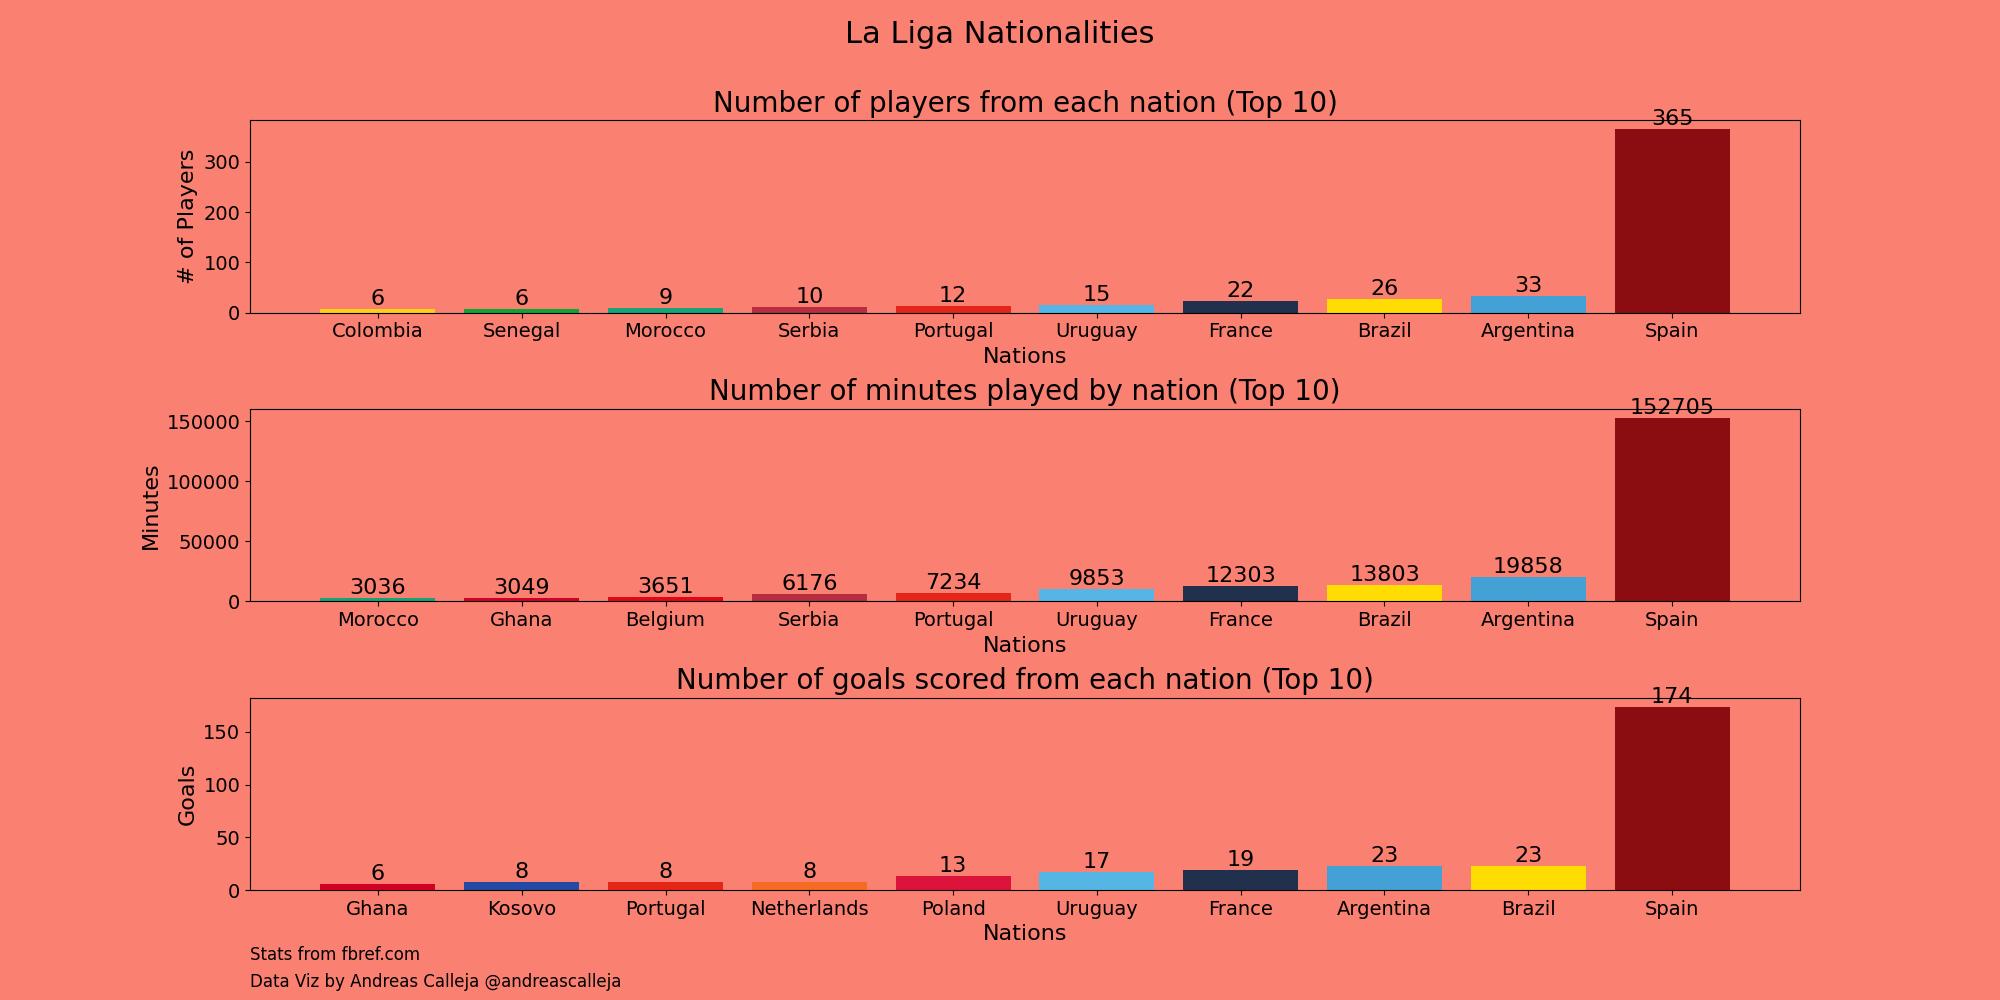 La Liga Nationalities
Number of players from each nation (Top 10)
365
300
200
100
0
# of Players
6 6 9 10 12 15 22 26 33
Colombia Senegal Morocco Serbia Portugal Uruguay France Brazil Argentina Spain
Nations
Number of minutes played by nation (Top 10)
152705
150000
100000
50000
0
Minutes
3036 3049 3651 6176 7234 9853 12303 13803 19858
Morocco Ghana Belgium Serbia Portugal Uruguay France Brazil Argentina Spain
Nations
Number of goals scored from each nation (Top 10)
174
150
100
50
0
Goals
6 8 8 8 13 17 19 23 23
Ghana Kosovo Portugal Netherlands Poland Uruguay France Argentina Brazil Spain
Nations
Stats from fbref.com
Data Viz by Andreas Calleja @andreascalleja